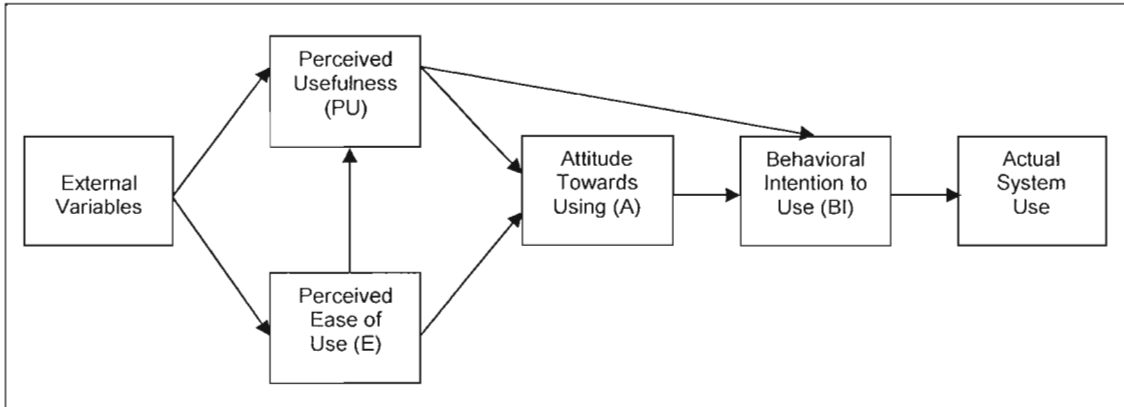 Perceived
Usefulness
(PU)
External
Variables
Perceived
Ease of
Use (E)
Attitude
Towards
Using (A)
Behavioral
Intention to
Use (BI)
Actual
System
Use